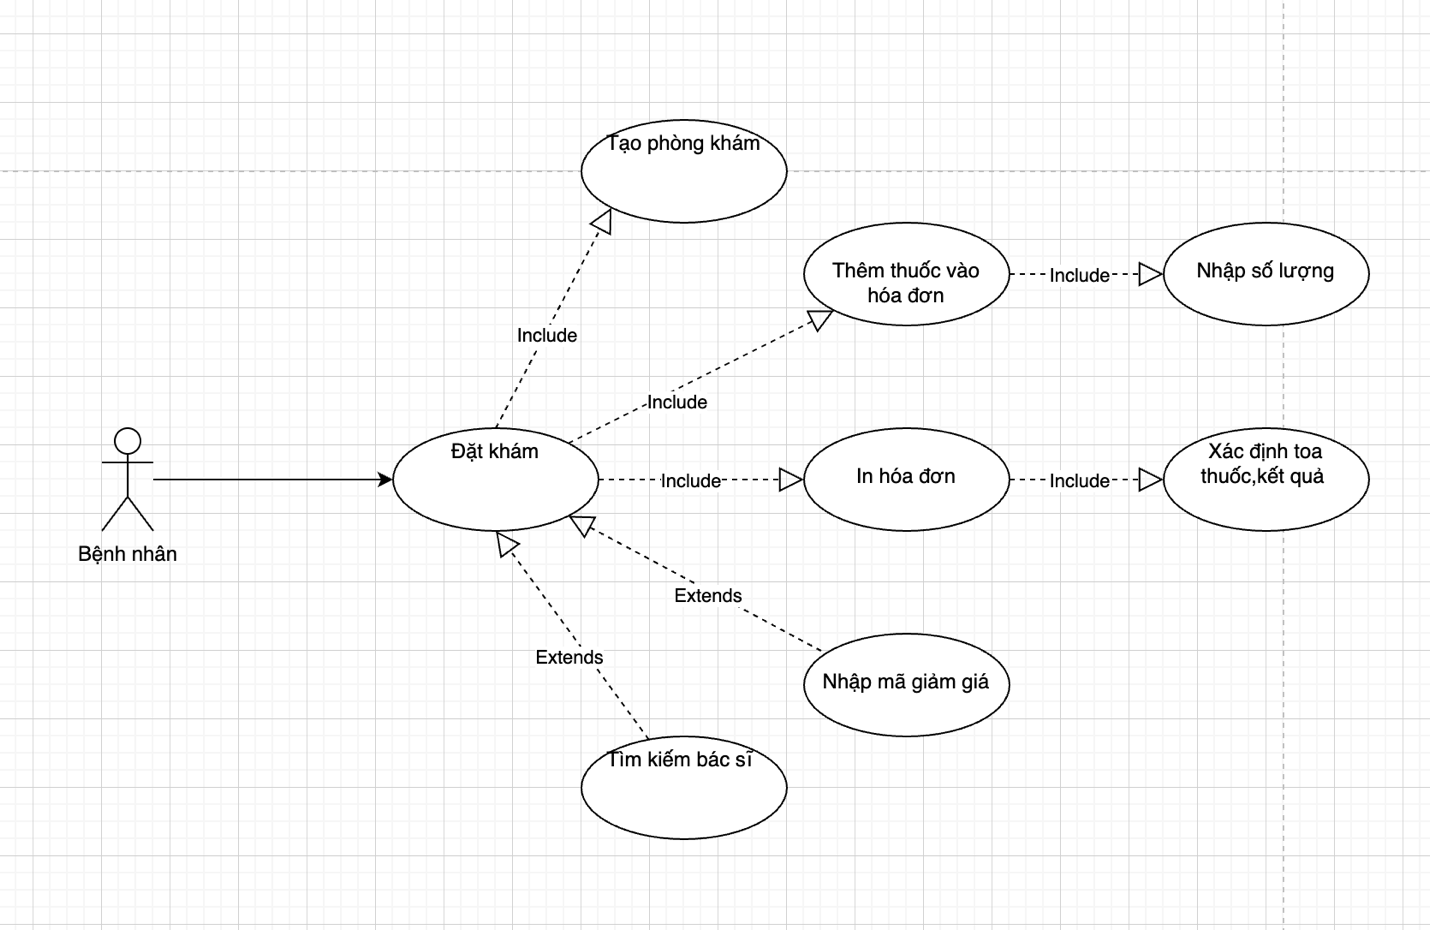 Tạo phòng khám
Thêm thuốc vào
hóa đơn
Include
Nhập số lượng
Include
Include
Đặt khám
Include
In hóa đơn
Include
Xác định toa
thuốc,kết quả
Bệnh nhân
Extends
Extends
Nhập mã giảm giá
Tìm kiếm bác sĩ